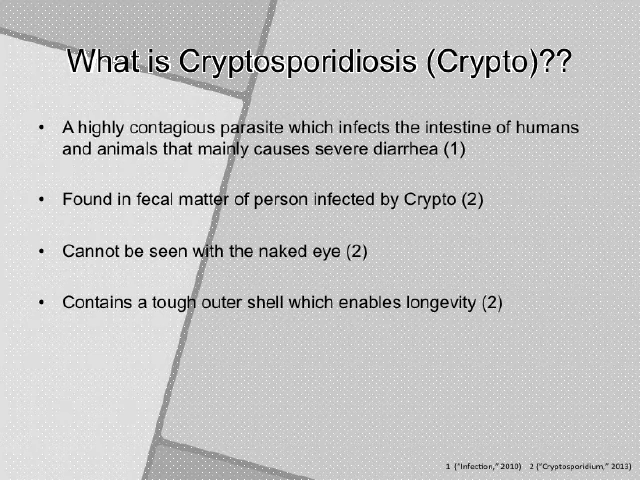 What is Cryptosporidiosis (Crypto)??
• A highly contagious parasite which infects the intestine of humans
and animals that mainly causes severe diarrhea (1)
• Found in fecal matter of person infected by Crypto (2)
• Cannot be seen with the naked eye (2)
• Contains a tough outer shell which enables longevity (2)
1 ("Infection," 2010) 2 ("Cryptosporidium," 2013)